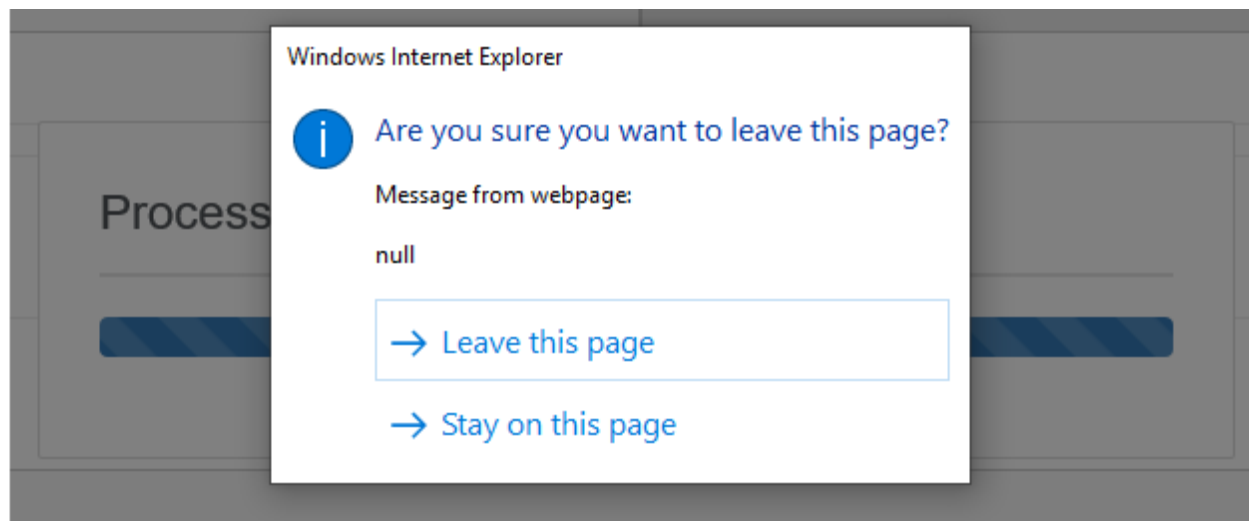 Windows Internet Explorer
Are you sure you want to leave this page?
Message from webpage:
Process
null
Leave this page
Stay on this page